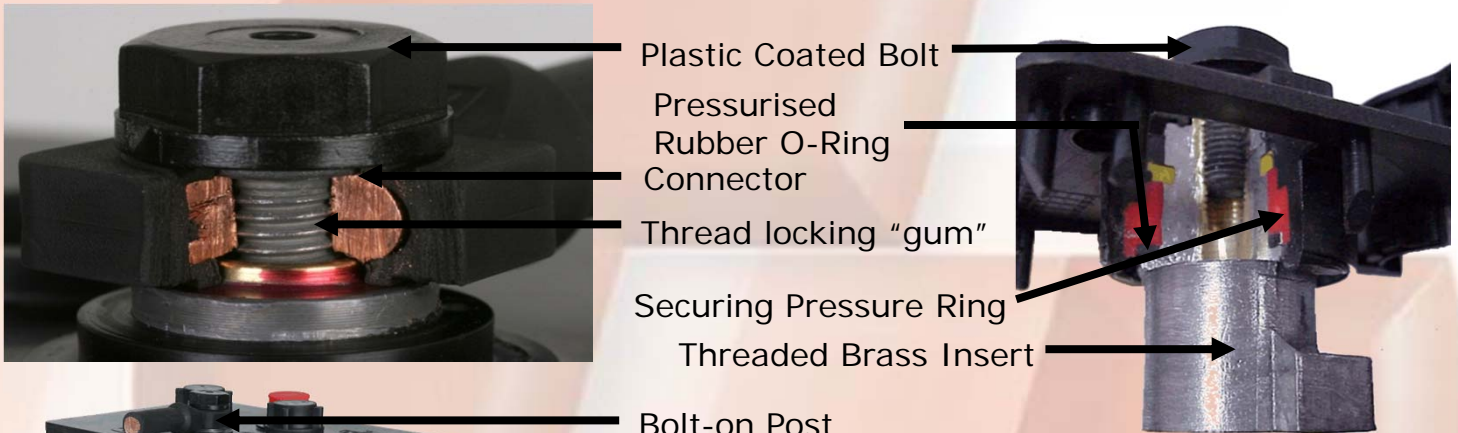 Plastic Coated Bolt
Pressurised
Rubber O-Ring
Connector
Thread locking “gum”
Securing Pressure Ring
Threaded Brass Insert
Bolt-on Post